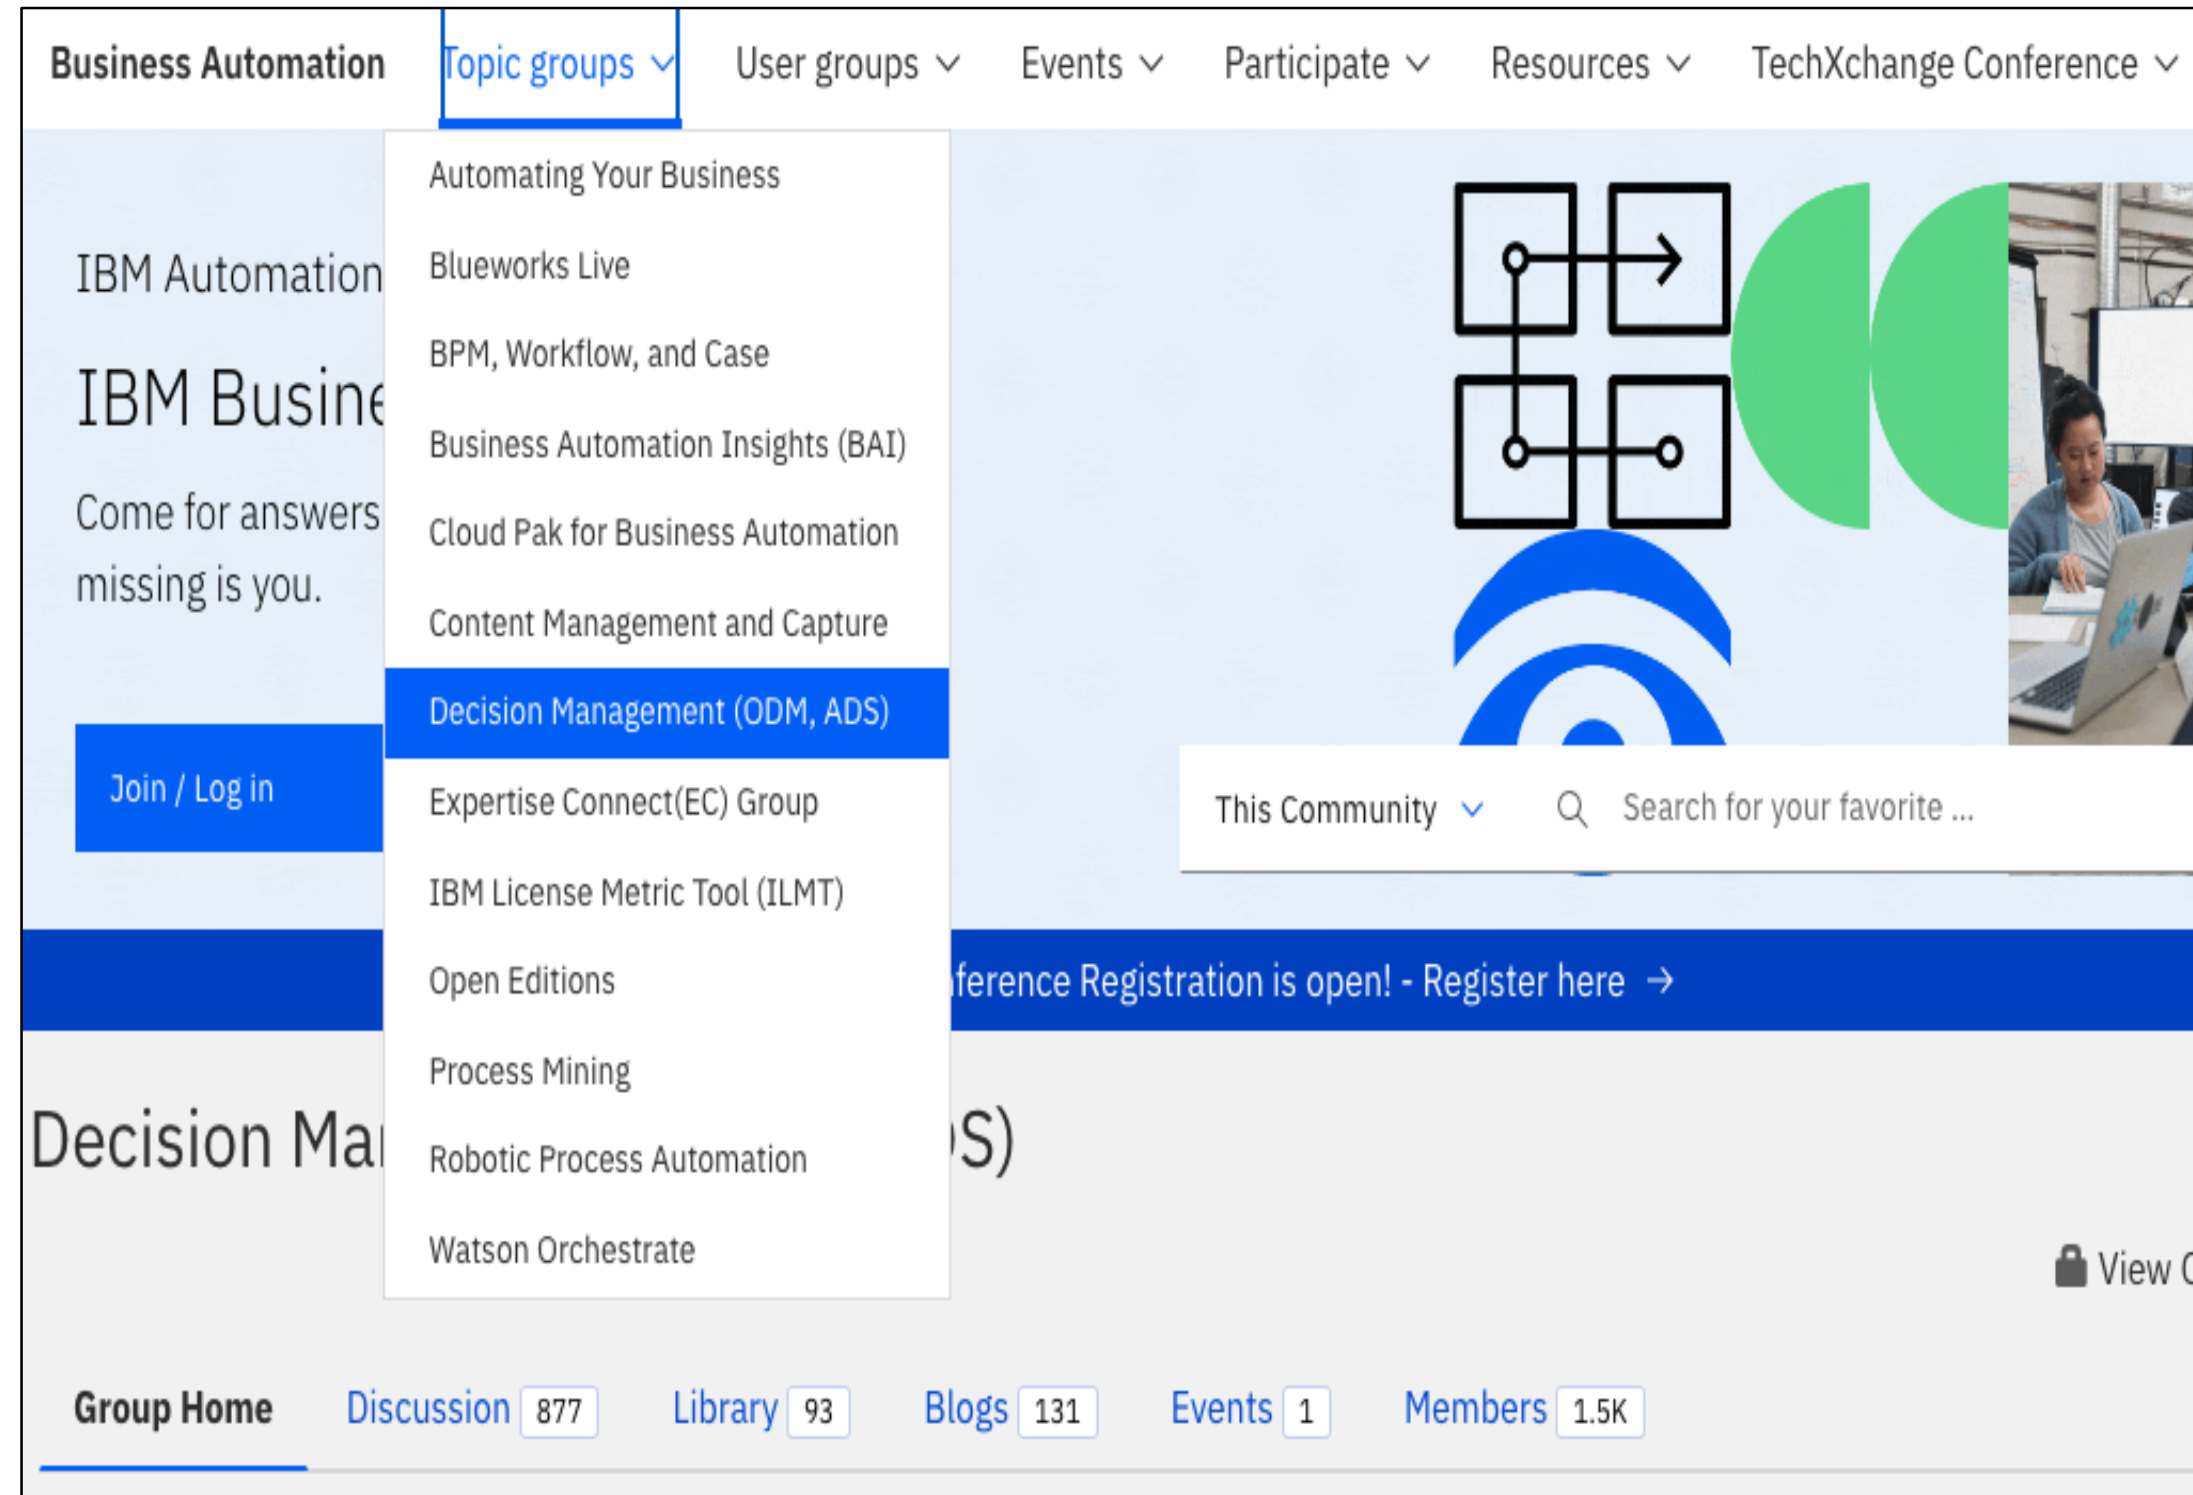 Business Automation Topic groups User groups Events Participate Resources TechXchange Conference
Automating Your Business
Blueworks Live
BPM, Workflow, and Case
Business Automation Insights (BAI)
Cloud Pak for Business Automation
Content Management and Capture
Decision Management (ODM, ADS)
Expertise Connect(EC) Group
IBM License Metric Tool (ILMT)
Open Editions
Process Mining
Robotic Process Automation
Watson Orchestrate
IBM Automation
IBM Busine
Come for answers
missing is you.
Join / Log in
This Community Search for your favorite ...
ference Registration is open! - Register here →
Decision Ma S)
View
Group Home Discussion 877 Library 93 Blogs 131 Events 1 Members 1.5K